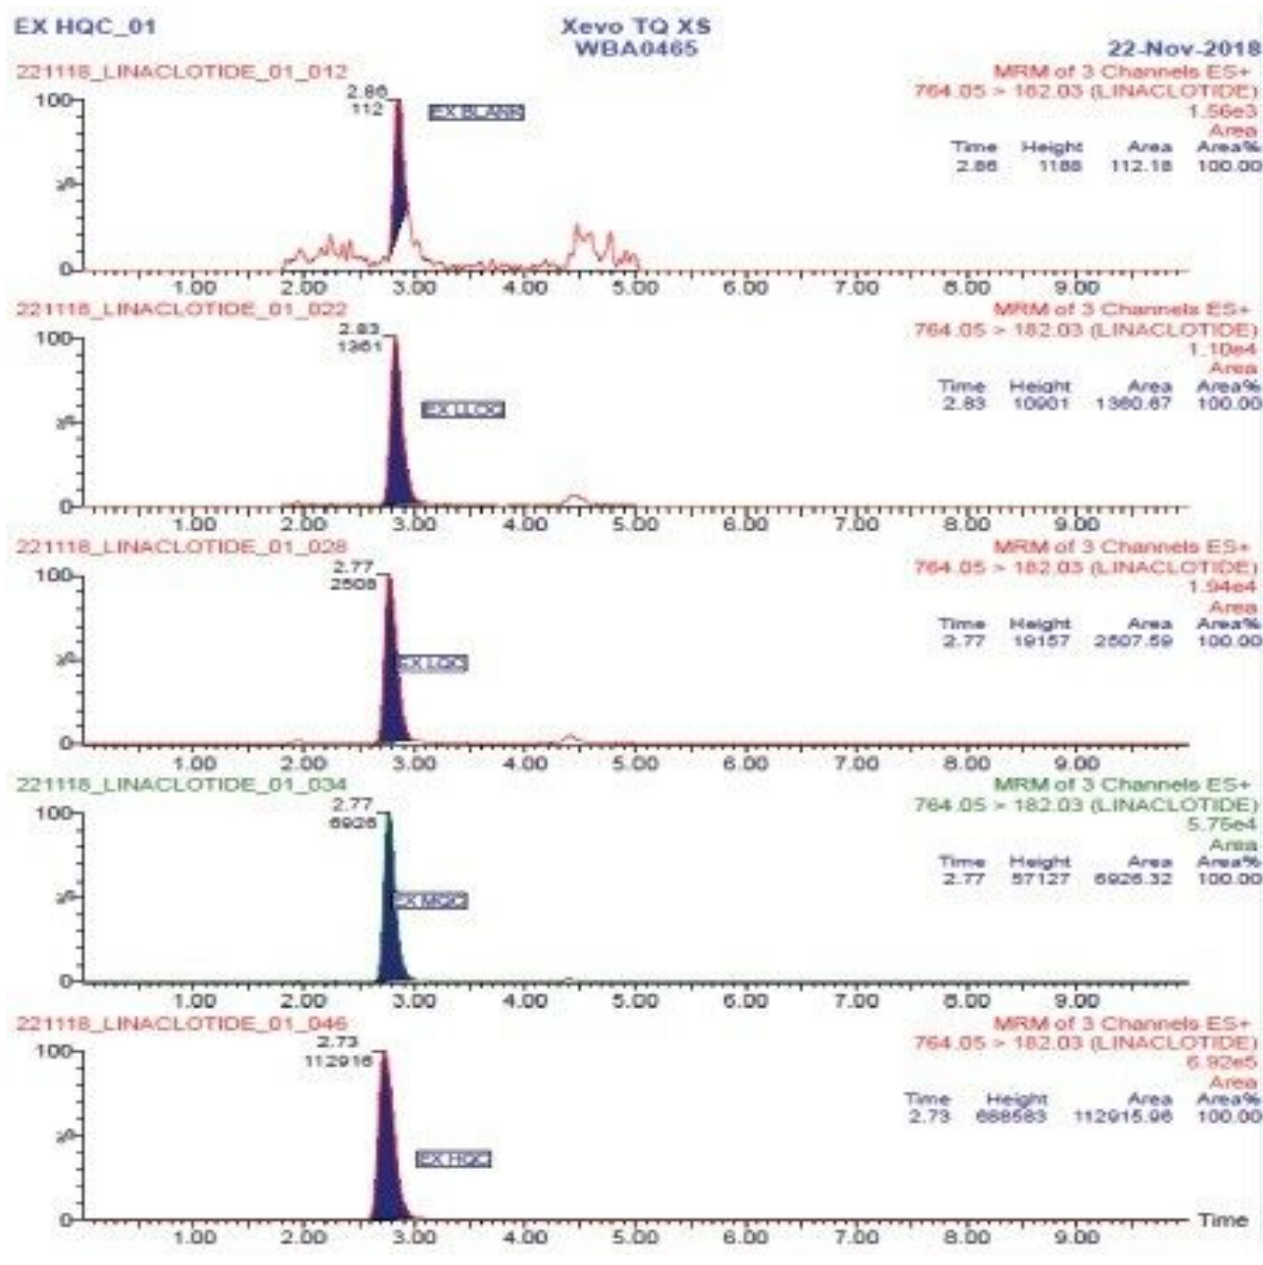 EX HQC_01
Xevo TQ XS
WBA0465
22-Nov-2018
221118_LINACLOTIDE_01_012
MRM of 3 Channels ES+
764.05 > 182.03 (LINACLOTIDE)
1.56e3
Area
Time Height Area Area%
2.86 1188 112.18 100.00
2.86
112
EX BLANK
100
%
0
1.00 2.00 3.00 4.00 5.00 6.00 7.00 8.00 9.00
221118_LINACLOTIDE_01_022
MRM of 3 Channels ES+
764.05 > 182.03 (LINACLOTIDE)
1.10e4
Area
Time Height Area Area%
2.83 10901 1360.67 100.00
2.83
1361
EX LLOQ
100
%
0
1.00 2.00 3.00 4.00 5.00 6.00 7.00 8.00 9.00
221118_LINACLOTIDE_01_028
MRM of 3 Channels ES+
764.05 > 182.03 (LINACLOTIDE)
1.94e4
Area
Time Height Area Area%
2.77 19157 2507.59 100.00
2.77
2508
EX LQC
100
%
0
1.00 2.00 3.00 4.00 5.00 6.00 7.00 8.00 9.00
221118_LINACLOTIDE_01_034
MRM of 3 Channels ES+
764.05 > 182.03 (LINACLOTIDE)
5.75e4
Area
Time Height Area Area%
2.77 57127 6926.32 100.00
2.77
6926
EX MQC
100
%
0
1.00 2.00 3.00 4.00 5.00 6.00 7.00 8.00 9.00
221118_LINACLOTIDE_01_046
MRM of 3 Channels ES+
764.05 > 182.03 (LINACLOTIDE)
6.92e5
Area
Time Height Area Area%
2.73 688583 112915.96 100.00
2.73
112916
EX HQC
100
%
0
Time
1.00 2.00 3.00 4.00 5.00 6.00 7.00 8.00 9.00